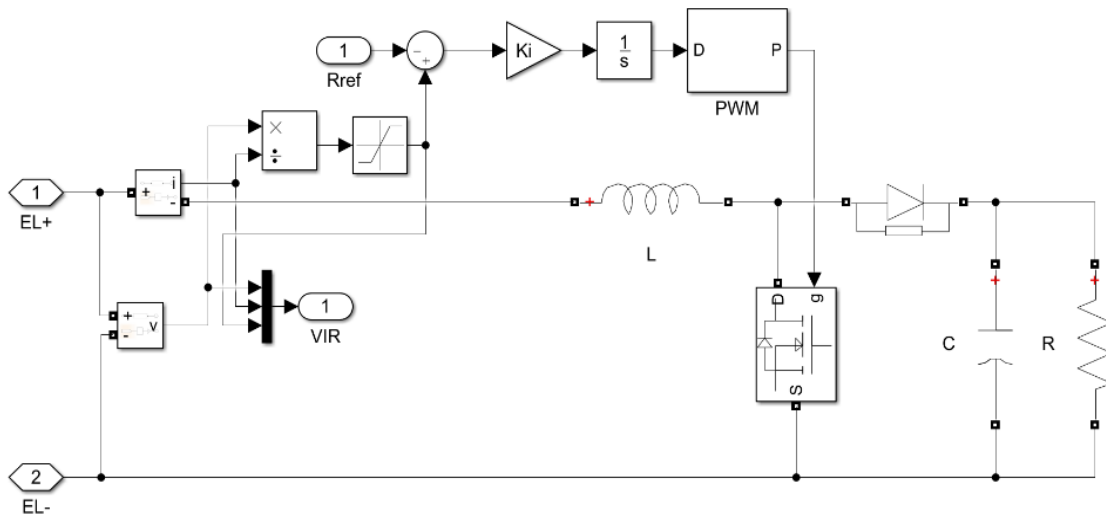 1
Rref
-
+
Ki
1
s
D
P
PWM
×
÷
1
EL+
+
i
-
L
+
-
v
1
VIR
D
g
S
C
R
2
EL-
+
+
+